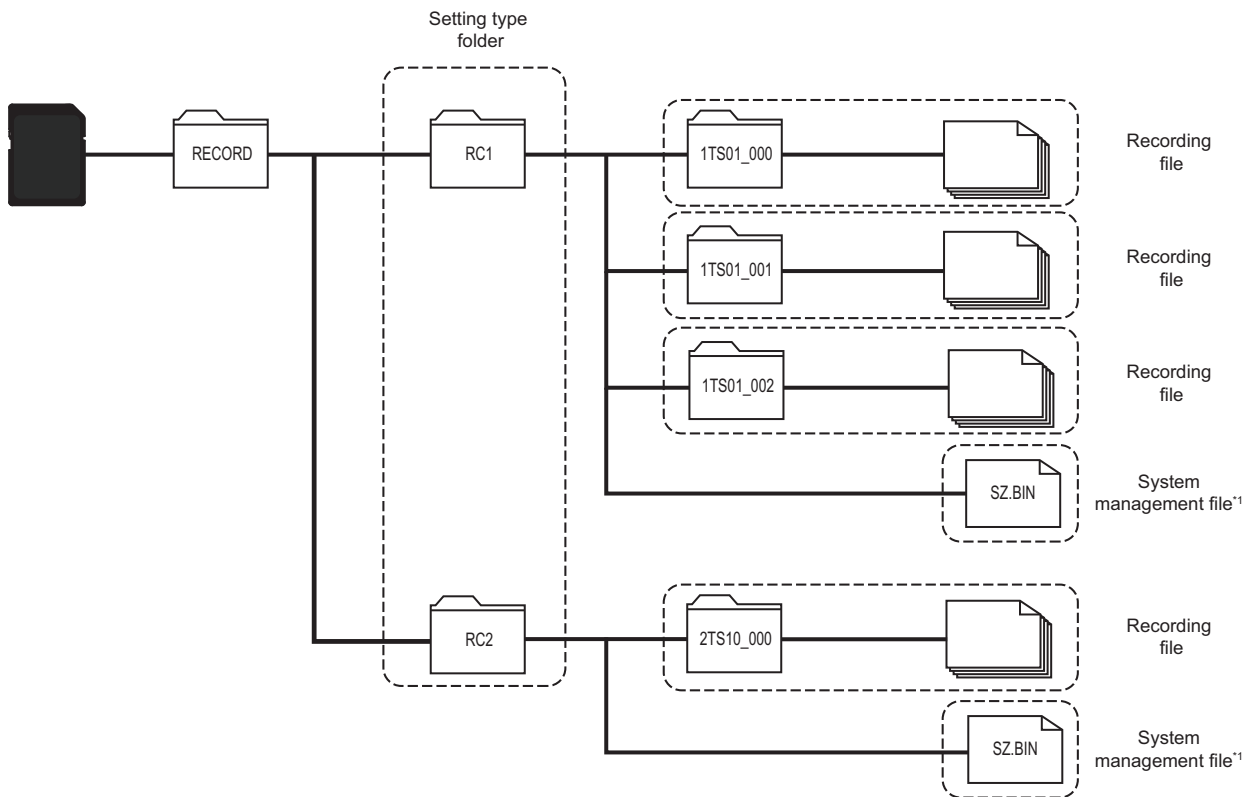 Setting type
folder
RECORD
RC1
1TS01_000
Recording
file
1TS01_001
Recording
file
1TS01_002
Recording
file
SZ.BIN
System
management file*1
RC2
2TS10_000
Recording
file
SZ.BIN
System
management file*1